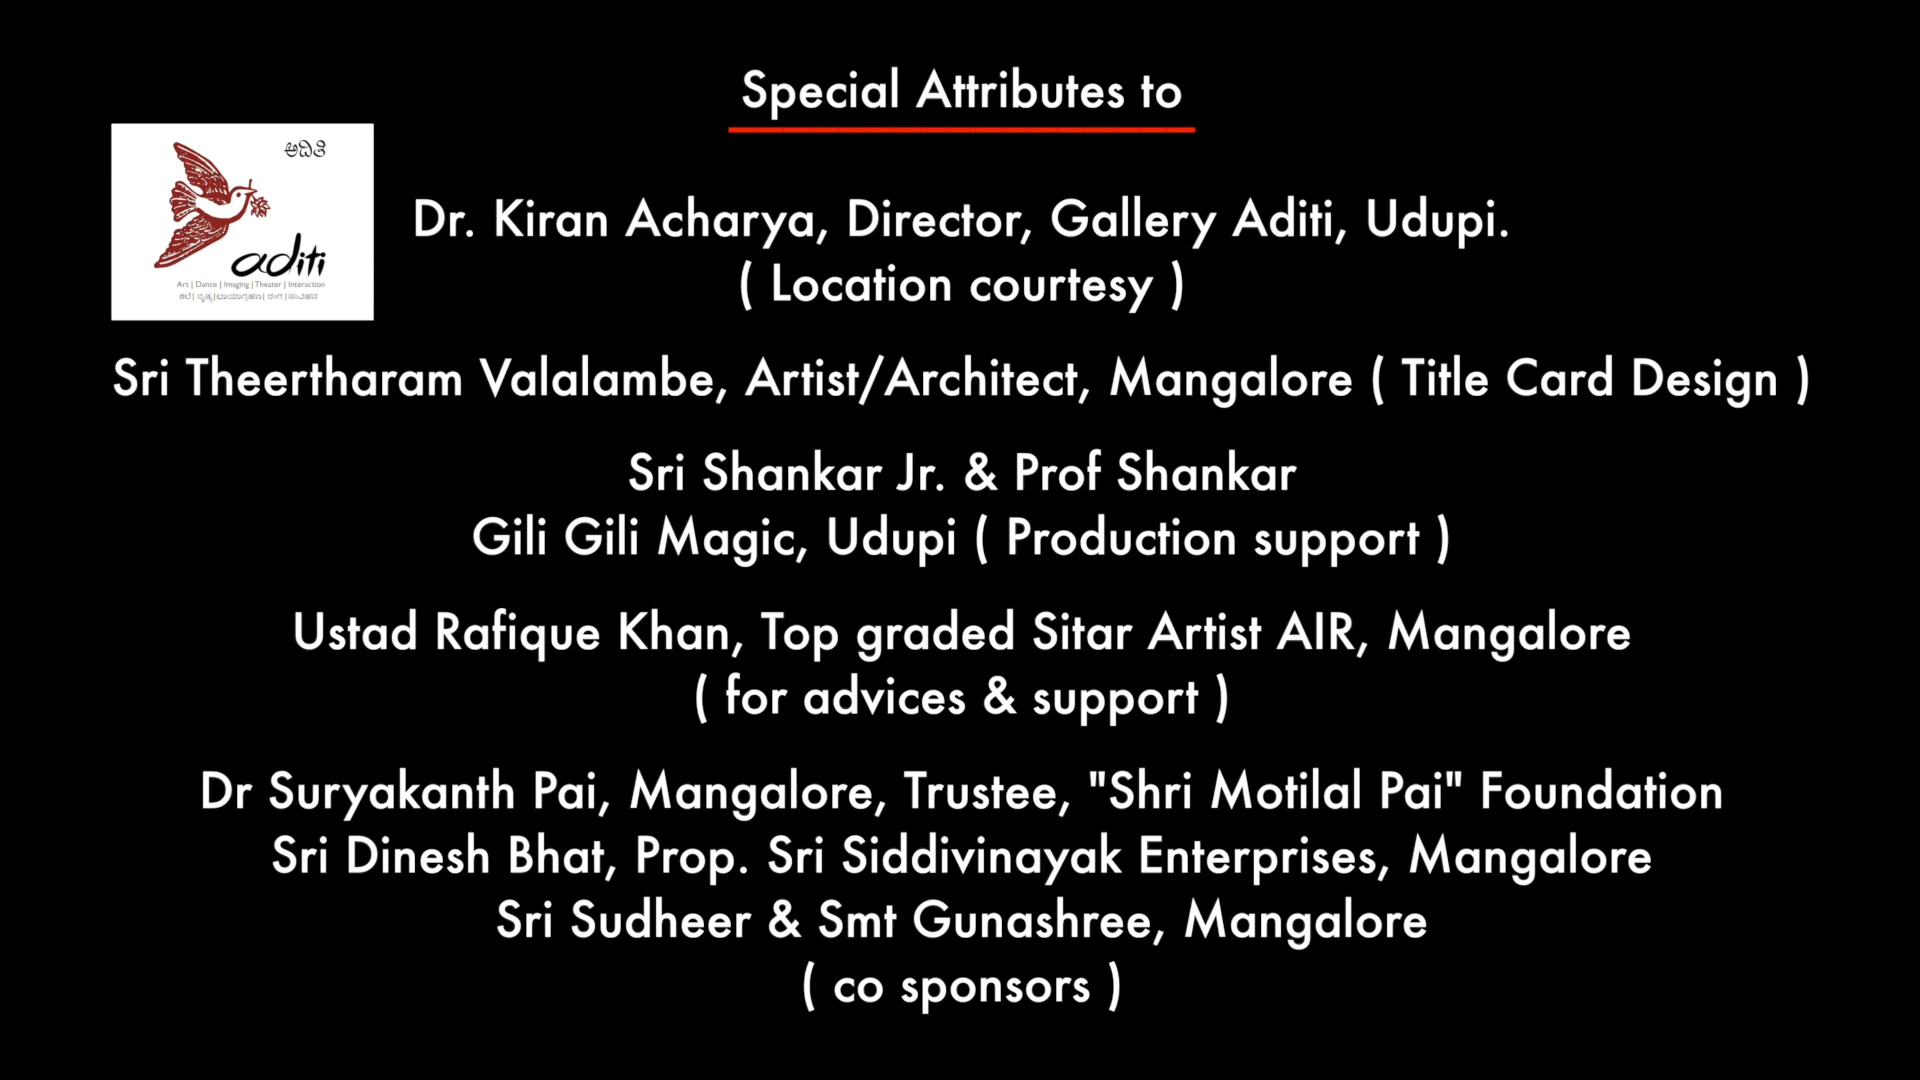 Special Attributes to
ಅದಿತಿ
aditi
Art | Dance | Imaging | Theater | Interaction
ಕಲೆ | ನೃತ್ಯ | ಛಾಯಾಗ್ರಹಣ | ರಂಗ | ಸಂವಹನ
Dr. Kiran Acharya, Director, Gallery Aditi, Udupi.
( Location courtesy )
Sri Theertharam Valalambe, Artist/Architect, Mangalore ( Title Card Design )
Sri Shankar Jr. & Prof Shankar
Gili Gili Magic, Udupi ( Production support )
Ustad Rafique Khan, Top graded Sitar Artist AIR, Mangalore
( for advices & support )
Dr Suryakanth Pai, Mangalore, Trustee, "Shri Motilal Pai" Foundation
Sri Dinesh Bhat, Prop. Sri Siddivinayak Enterprises, Mangalore
Sri Sudheer & Smt Gunashree, Mangalore
( co sponsors )